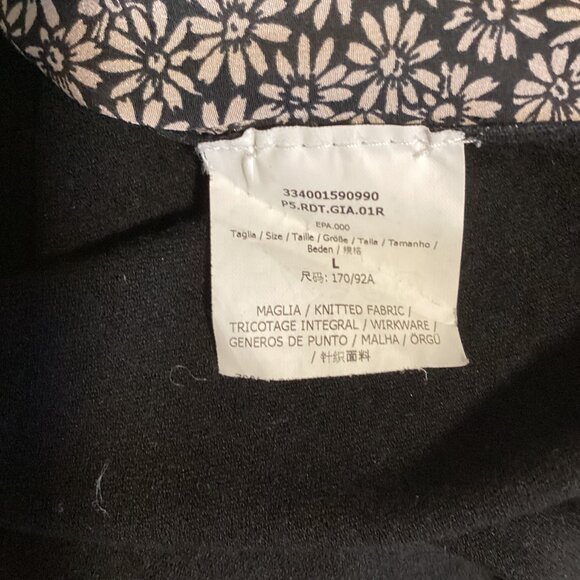 334001590990
P5.RDT.GIA.01R
EPA.000
Taglia / Size / Taille / Größe / Talla / Tamanho /
Beden / 规格
L
尺码: 170/92A
MAGLIA / KNITTED FABRIC /
TRICOTAGE INTEGRAL / WIRKWARE /
GENEROS DE PUNTO / MALHA / ÖRGÜ
/ 针织面料